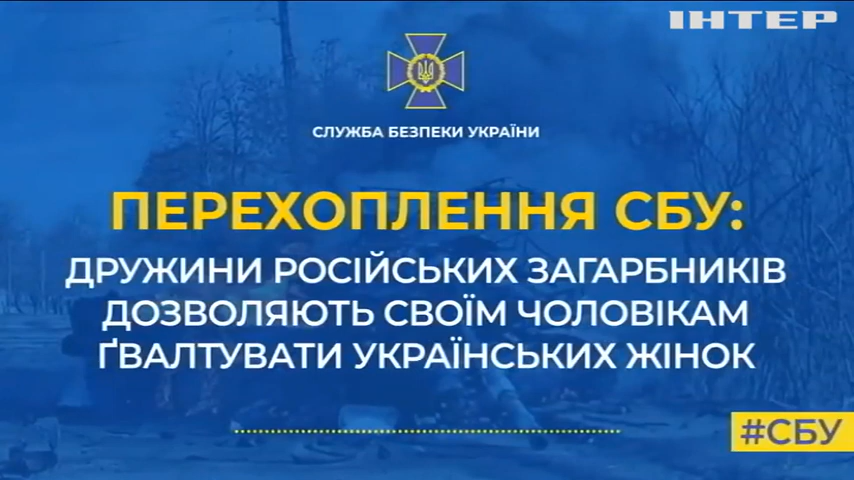 ІНТЕР
СЛУЖБА БЕЗПЕКИ УКРАЇНИ
ПЕРЕХОПЛЕННЯ СБУ:
ДРУЖИНИ РОСІЙСЬКИХ ЗАГАРБНИКІВ
ДОЗВОЛЯЮТЬ СВОЇМ ЧОЛОВІКАМ
ҐВАЛТУВАТИ УКРАЇНСЬКИХ ЖІНОК
#СБУ